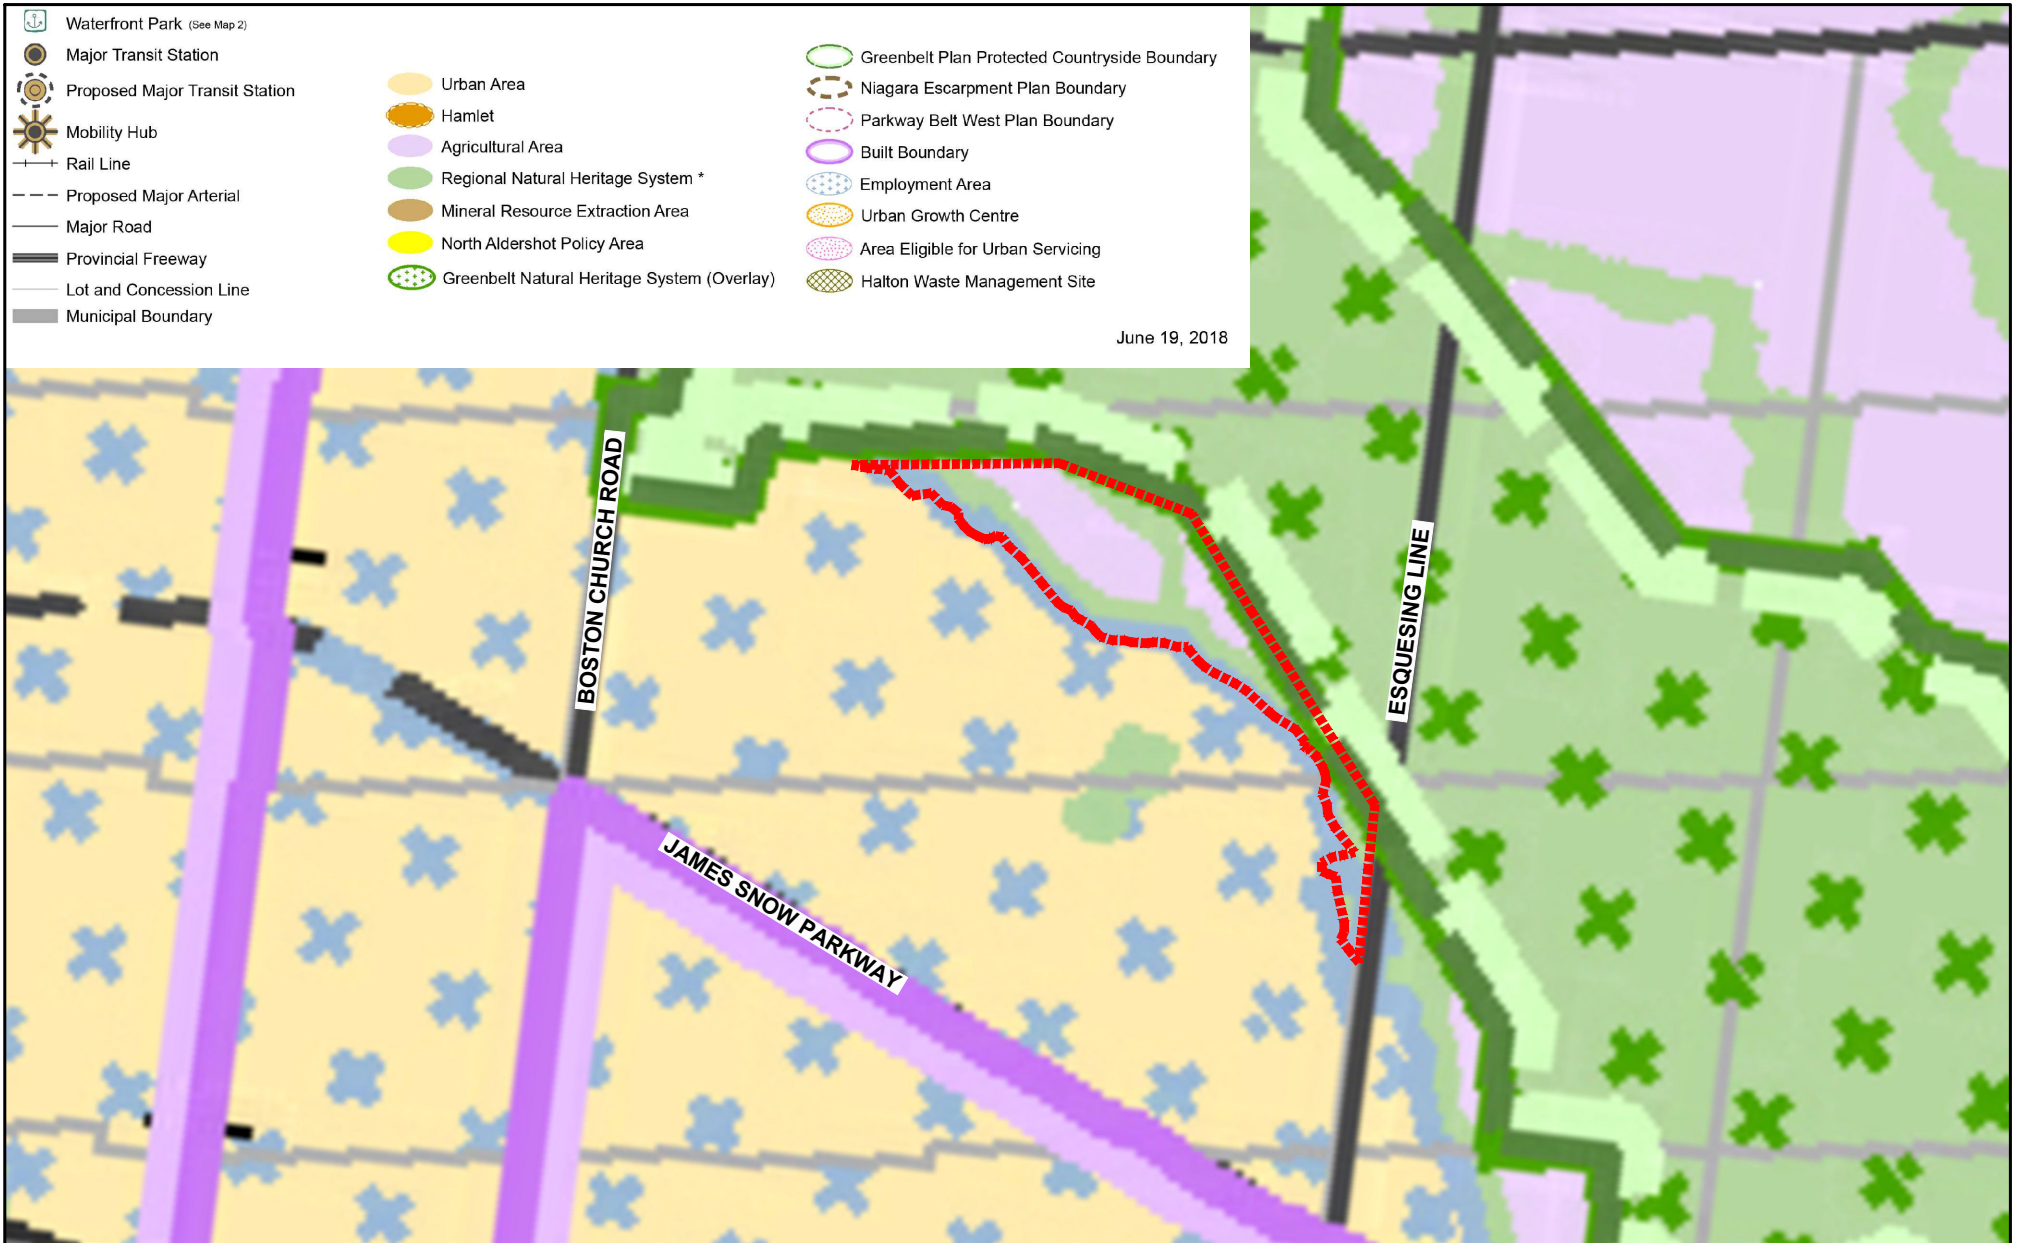 Waterfront Park (See Map 2)
Major Transit Station
Proposed Major Transit Station
Mobility Hub
Rail Line
Proposed Major Arterial
Major Road
Provincial Freeway
Lot and Concession Line
Municipal Boundary
Urban Area
Hamlet
Agricultural Area
Regional Natural Heritage System *
Mineral Resource Extraction Area
North Aldershot Policy Area
Greenbelt Natural Heritage System (Overlay)
Greenbelt Plan Protected Countryside Boundary
Niagara Escarpment Plan Boundary
Parkway Belt West Plan Boundary
Built Boundary
Employment Area
Urban Growth Centre
Area Eligible for Urban Servicing
Halton Waste Management Site
June 19, 2018
BOSTON CHURCH ROAD
ESQUESING LINE
JAMES SNOW PARKWAY